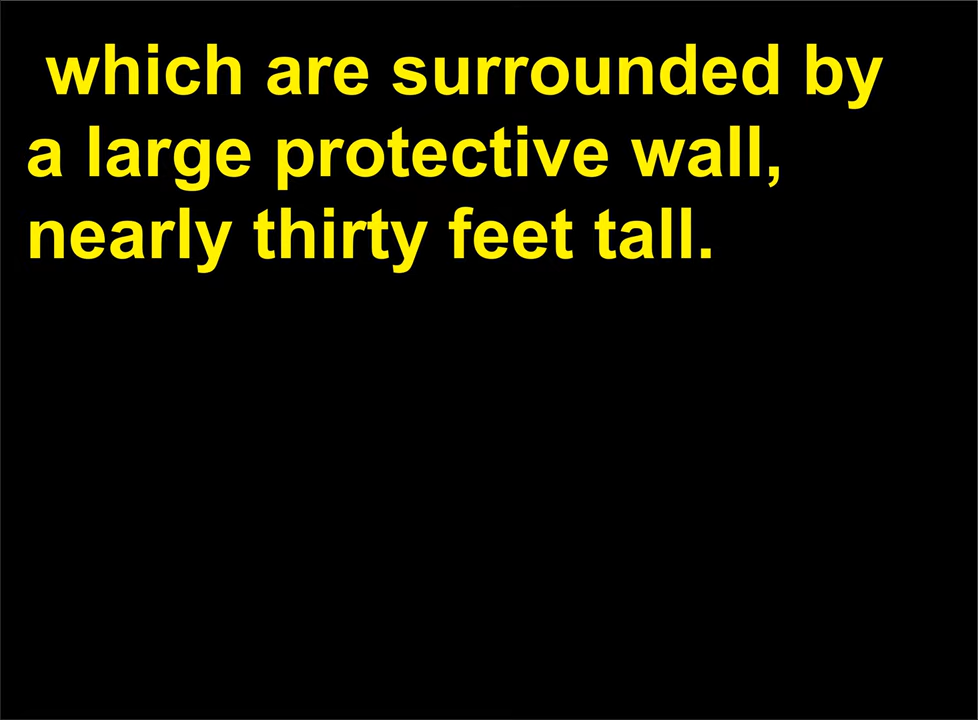 which are surrounded by
a large protective wall,
nearly thirty feet tall.